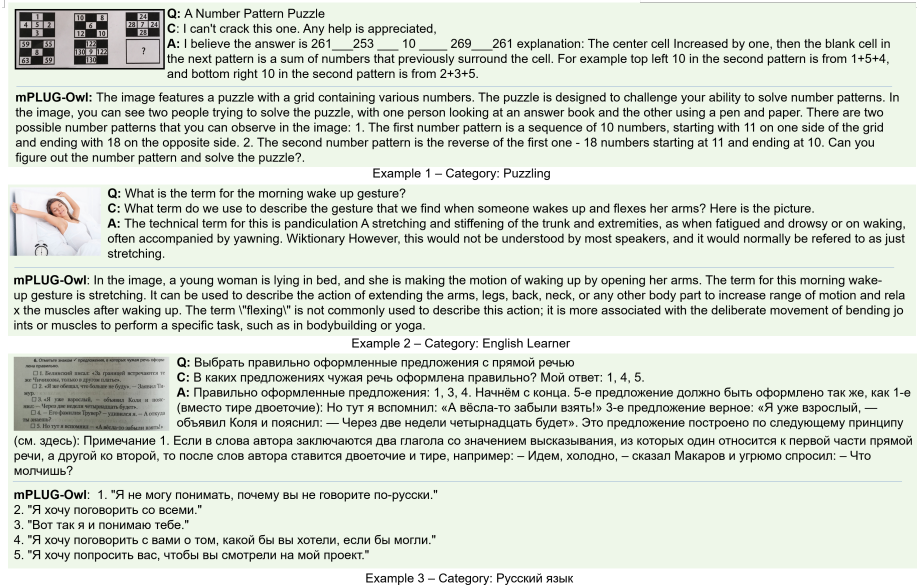 1
4 5 2
3
59 55
63 59
10 8
6
12 10
122
130
24
28 7 24
28
?
Q: A Number Pattern Puzzle
C: I can't crack this one. Any help is appreciated,
A: I believe the answer is 261___253 ___ 10 ____ 269___261 explanation: The center cell Increased by one, then the blank cell in
the next pattern is a sum of numbers that previously surround the cell. For example top left 10 in the second pattern is from 1+5+4,
and bottom right 10 in the second pattern is from 2+3+5.
mPLUG-Owl: The image features a puzzle with a grid containing various numbers. The puzzle is designed to challenge your ability to solve number patterns. In
the image, you can see two people trying to solve the puzzle, with one person looking at an answer book and the other using a pen and paper. There are two
possible number patterns that you can observe in the image: 1. The first number pattern is a sequence of 10 numbers, starting with 11 on one side of the grid
and ending with 18 on the opposite side. 2. The second number pattern is the reverse of the first one - 18 numbers starting at 11 and ending at 10. Can you
figure out the number pattern and solve the puzzle?.
Example 1 – Category: Puzzling
Q: What is the term for the morning wake up gesture?
C: What term do we use to describe the gesture that we find when someone wakes up and flexes her arms? Here is the picture.
A: The technical term for this is pandiculation A stretching and stiffening of the trunk and extremities, as when fatigued and drowsy or on waking,
often accompanied by yawning. Wiktionary However, this would not be understood by most speakers, and it would normally be refered to as just
stretching.
mPLUG-Owl: In the image, a young woman is lying in bed, and she is making the motion of waking up by opening her arms. The term for this morning wake-
up gesture is stretching. It can be used to describe the action of extending the arms, legs, back, neck, or any other body part to increase range of motion and rela
x the muscles after waking up. The term \"flexing\" is not commonly used to describe this action; it is more associated with the deliberate movement of bending jo
ints or muscles to perform a specific task, such as in bodybuilding or yoga.
Example 2 – Category: English Learner
Q: Выбрать правильно оформленные предложения с прямой речью
C: В каких предложениях чужая речь оформлена правильно? Мой ответ: 1, 4, 5.
A: Правильно оформленные предложения: 1, 3, 4. Начнём с конца. 5-е предложение должно быть оформлено так же, как 1-е
(вместо тире двоеточие): Но тут я вспомнил: «А вёсла-то забыли взять!» 3-е предложение верное: «Я уже взрослый, —
объявил Коля и пояснил: — Через две недели четырнадцать будет». Это предложение построено по следующему принципу
(см. здесь): Примечание 1. Если в слова автора заключаются два глагола со значением высказывания, из которых один относится к первой части прямой
речи, а другой ко второй, то после слов автора ставится двоеточие и тире, например: – Идем, холодно, – сказал Макаров и угрюмо спросил: – Что
молчишь?
mPLUG-Owl: 1. "Я не могу понимать, почему вы не говорите по-русски."
2. "Я хочу поговорить со всеми."
3. "Вот так я и понимаю тебе."
4. "Я хочу поговорить с вами о том, какой бы вы хотели, если бы могли."
5. "Я хочу попросить вас, чтобы вы смотрели на мой проект."
Example 3 – Category: Русский язык